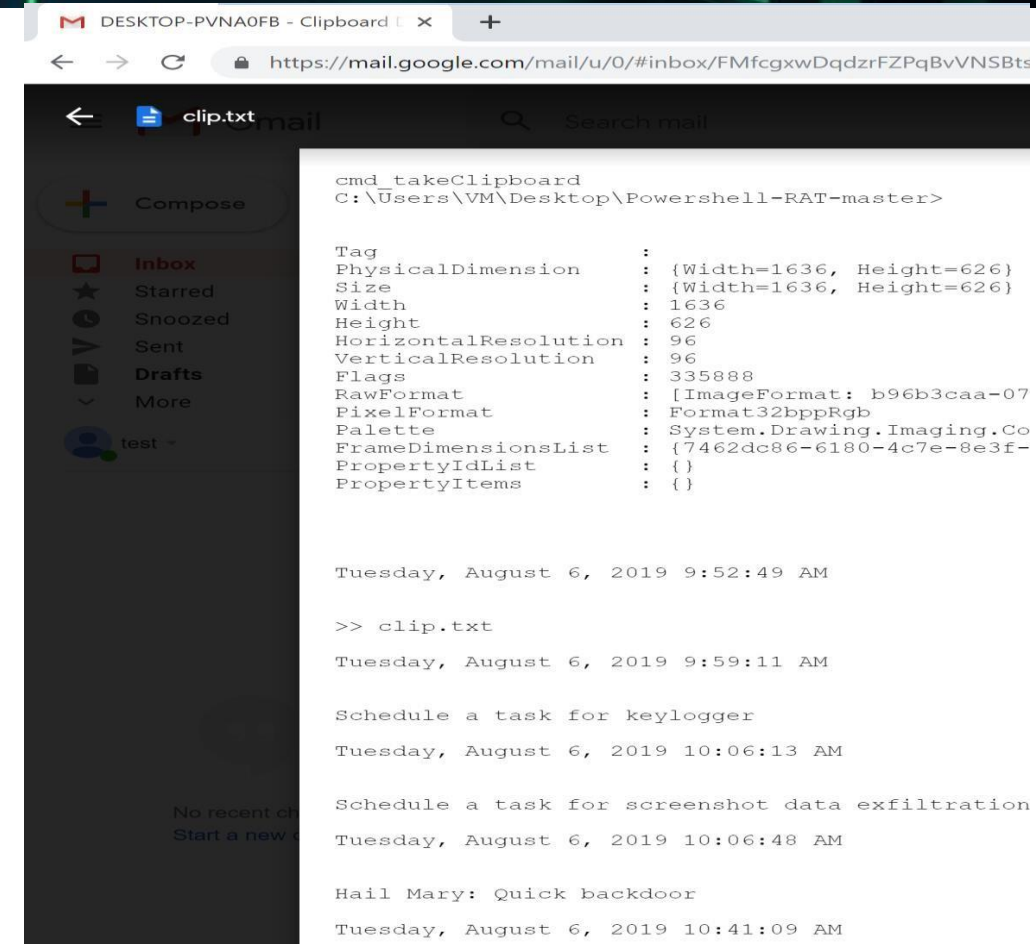 DESKTOP-PVNA0FB - Clipboard
https://mail.google.com/mail/u/0/#inbox/FMfcgxwDqdzrFZPqBvVNSBts
clip.txt
Gmail
Search mail
Compose
Inbox
Starred
Snoozed
Sent
Drafts
More
test
No recent
Start a new
cmd_takeClipboard
C:\Users\VM\Desktop\Powershell-RAT-master>
Tag :
PhysicalDimension : {Width=1636, Height=626}
Size : {Width=1636, Height=626}
Width : 1636
Height : 626
HorizontalResolution : 96
VerticalResolution : 96
Flags : 335888
RawFormat : [ImageFormat: b96b3caa-07
PixelFormat : Format32bppRgb
Palette : System.Drawing.Imaging.Co
FrameDimensionsList : {7462dc86-6180-4c7e-8e3f-
PropertyIdList : {}
PropertyItems : {}
Tuesday, August 6, 2019 9:52:49 AM
>> clip.txt
Tuesday, August 6, 2019 9:59:11 AM
Schedule a task for keylogger
Tuesday, August 6, 2019 10:06:13 AM
Schedule a task for screenshot data exfiltration
Tuesday, August 6, 2019 10:06:48 AM
Hail Mary: Quick backdoor
Tuesday, August 6, 2019 10:41:09 AM